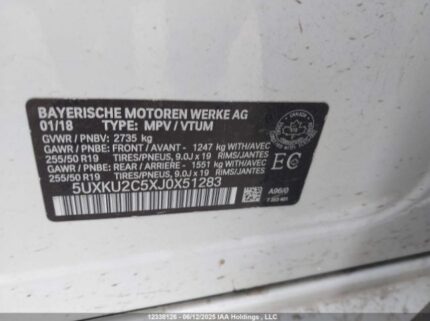 BAYERISCHE MOTOREN WERKE AG
01/18 TYPE: MPV / VTUM
GVWR / PNBV: 2735 kg
GAWR / PNBE: FRONT / AVANT - 1247 kg WITH/AVEC
255/50 R19 TIRES/PNEUS, 9.0J x 19 RIMS/JANTES
GAWR / PNBE: REAR / ARRIERE - 1551 kg WITH/AVEC
255/50 R19 TIRES/PNEUS, 9.0J x 19 RIMS/JANTES
CANADA
EC
5UXKU2C5XJ0X51283
A96/0
12338126 - 06/12/2025 IAA Holdings , LLC